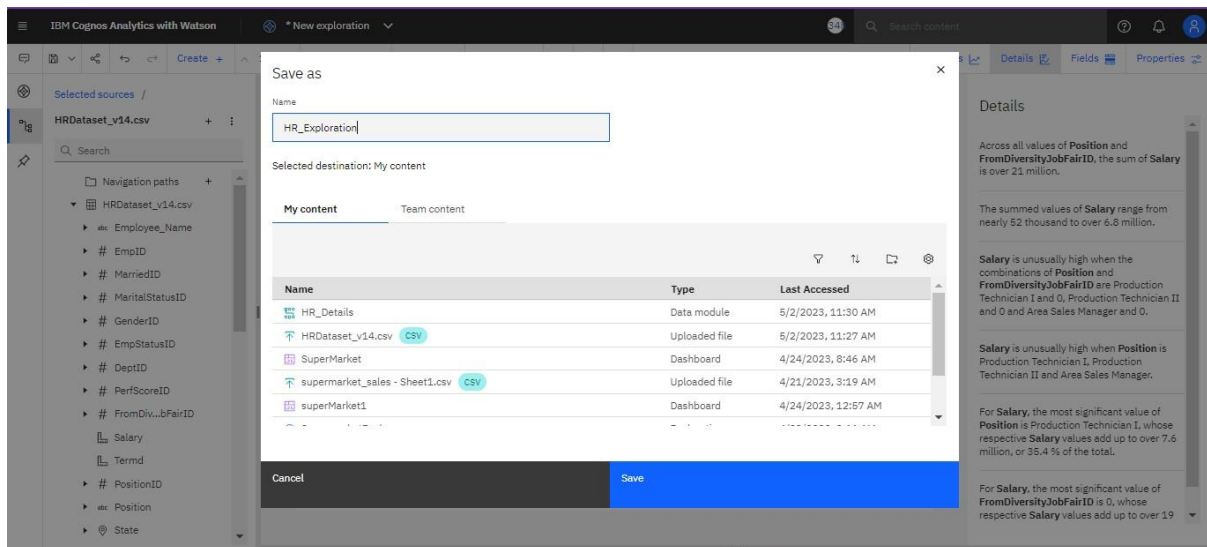 IBM Cognos Analytics with Watson
* New exploration
34
Search content
Create +
Details
Fields
Properties
Selected sources /
HRDataset_v14.csv
Search
Navigation paths
HRDataset_v14.csv
abc Employee_Name
# EmpID
# MarriedID
# MaritalStatusID
# GenderID
# EmpStatusID
# DeptID
# PerfScoreID
# FromDiv...bFairID
Salary
Termd
# PositionID
abc Position
State
Save as
Name
HR_Exploration
Selected destination: My content
My content Team content
Name Type Last Accessed
HR_Details Data module 5/2/2023, 11:30 AM
HRDataset_v14.csv CSV Uploaded file 5/2/2023, 11:27 AM
SuperMarket Dashboard 4/24/2023, 8:46 AM
supermarket_sales - Sheet1.csv CSV Uploaded file 4/21/2023, 3:19 AM
superMarket1 Dashboard 4/24/2023, 12:57 AM
Cancel Save
Details
Across all values of Position and
FromDiversityJobFairID, the sum of Salary
is over 21 million.
The summed values of Salary range from
nearly 52 thousand to over 6.8 million.
Salary is unusually high when the
combinations of Position and
FromDiversityJobFairID are Production
Technician I and 0, Production Technician II
and 0 and Area Sales Manager and 0.
Salary is unusually high when Position is
Production Technician I, Production
Technician II and Area Sales Manager.
For Salary, the most significant value of
Position is Production Technician I, whose
respective Salary values add up to over 7.6
million, or 35.4 % of the total.
For Salary, the most significant value of
FromDiversityJobFairID is 0, whose
respective Salary values add up to over 19